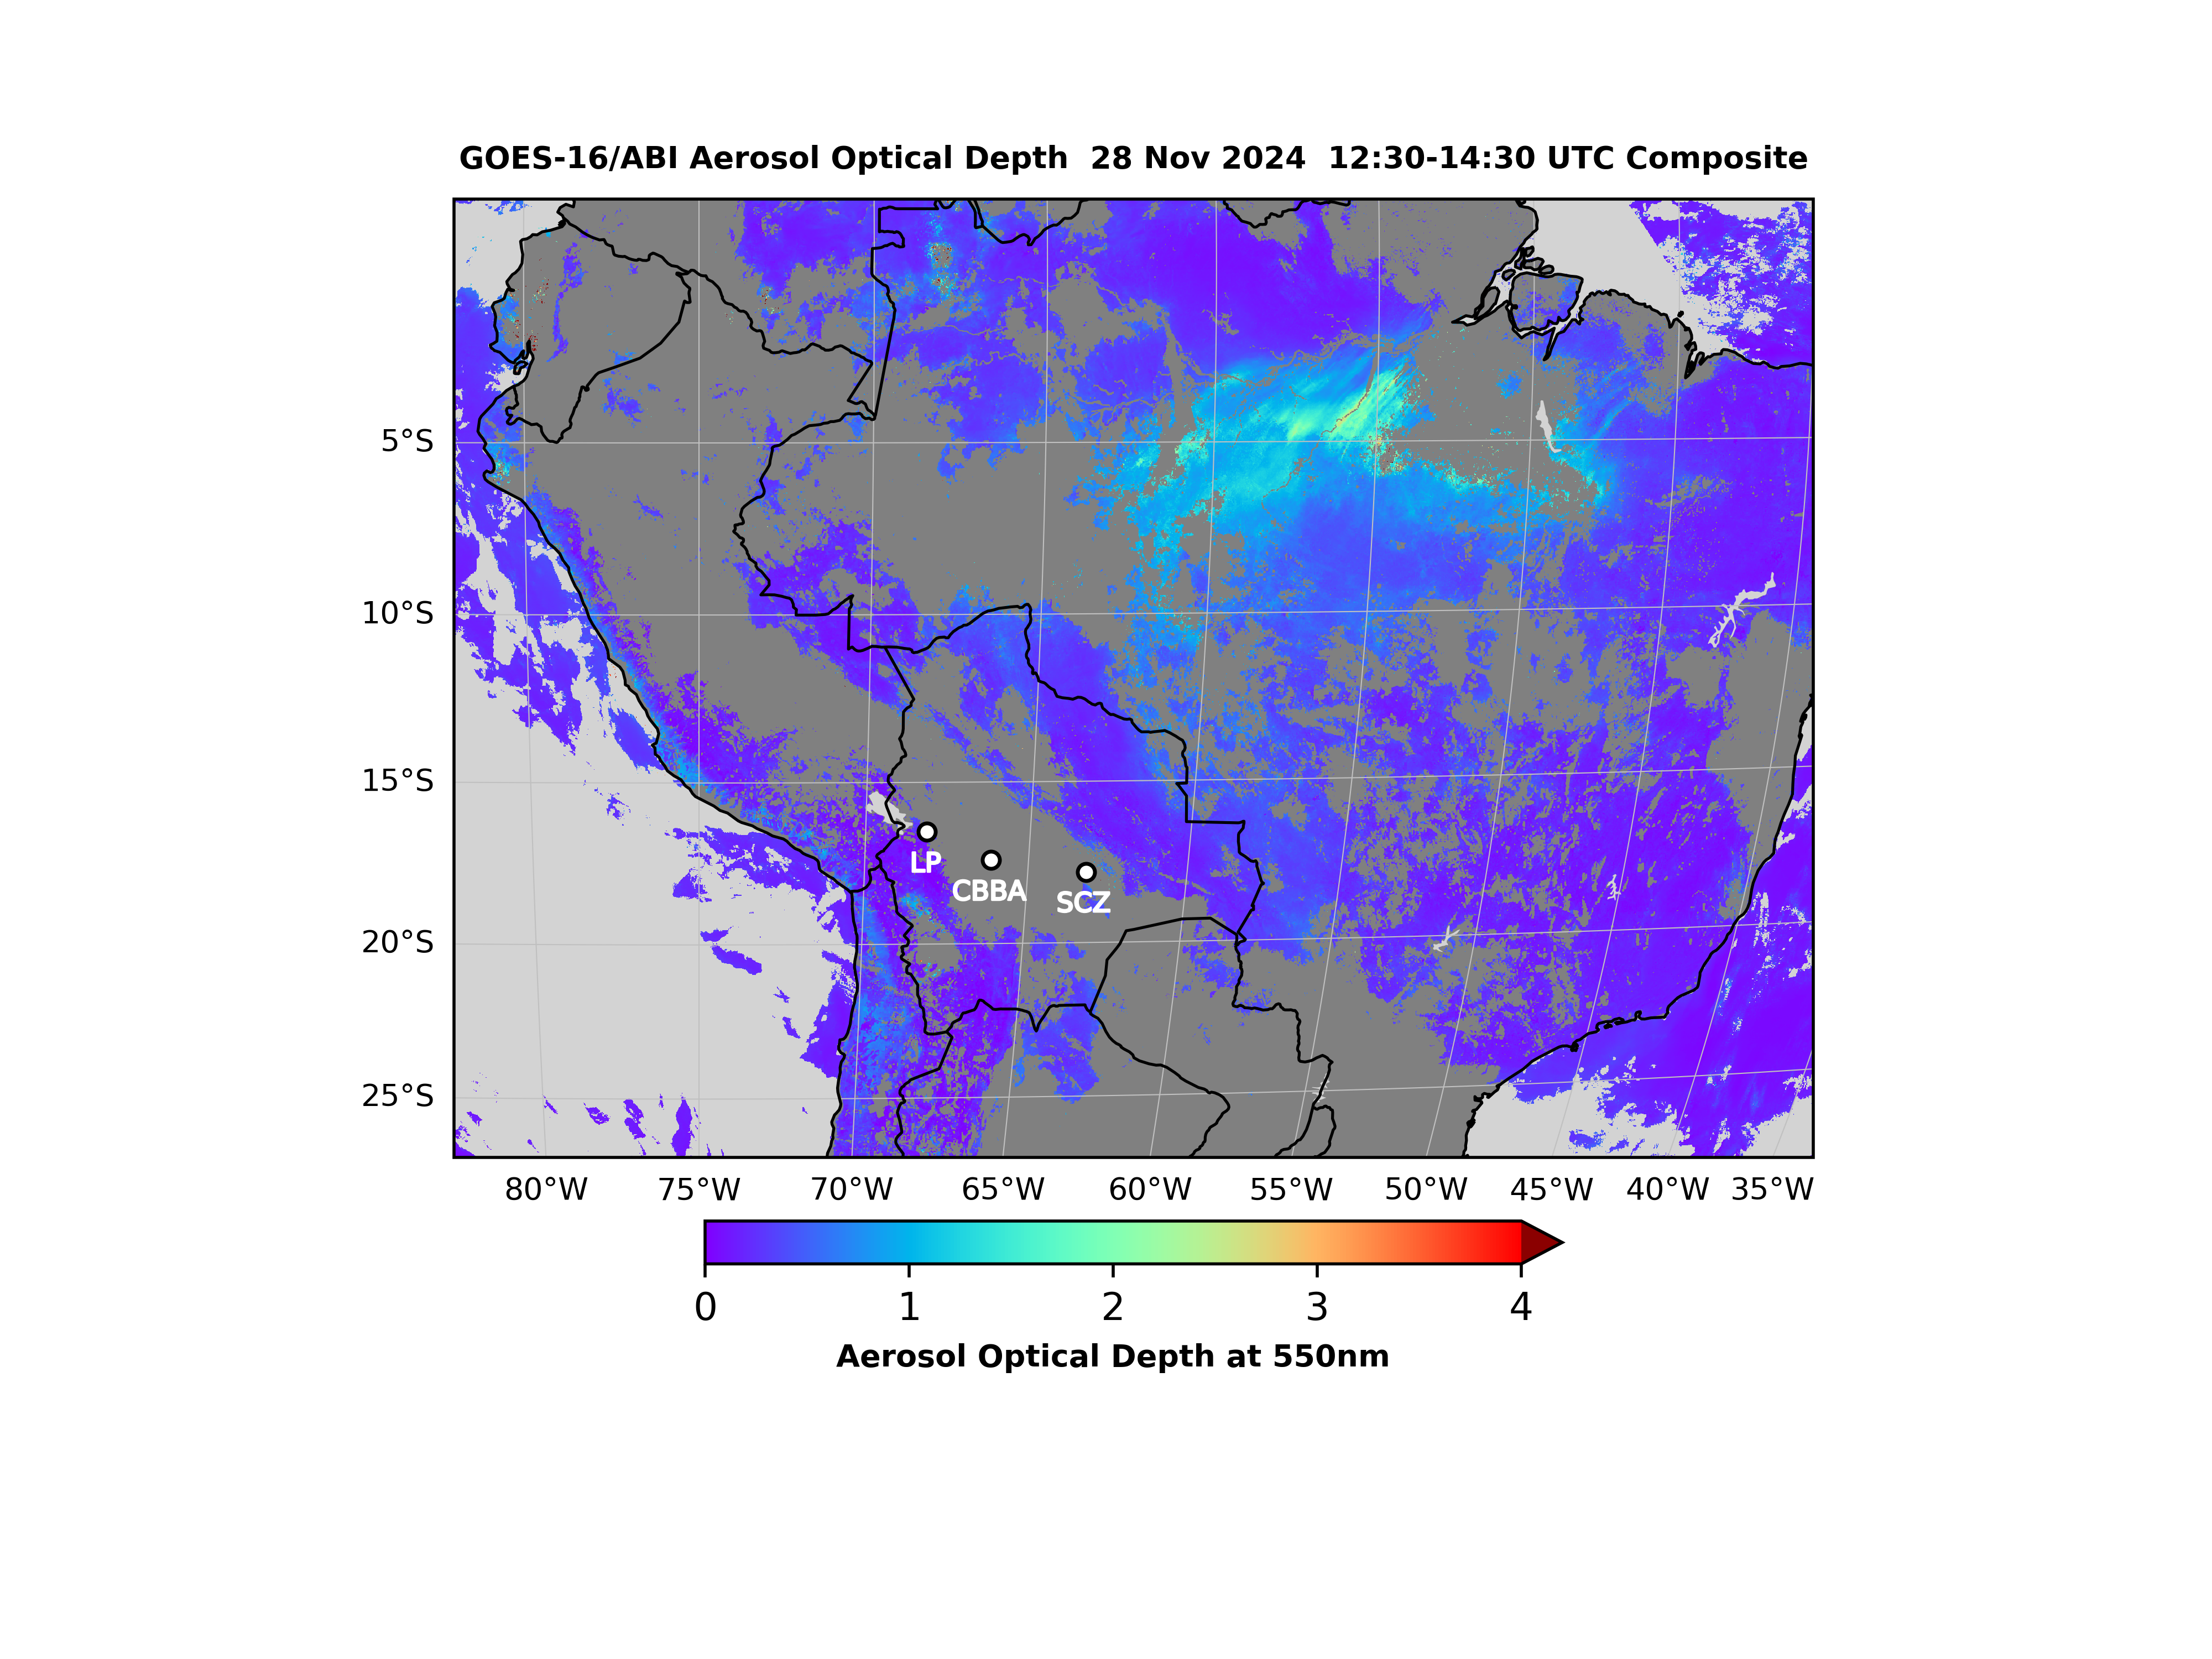 GOES-16/ABI Aerosol Optical Depth  28 Nov 2024  12:30-14:30 UTC Composite
5°S
10°S
15°S
LP
CBBA
SCZ
20°S
25°S
80°W 75°W 70°W 65°W 60°W 55°W 50°W 45°W 40°W 35°W
0 1 2 3 4
Aerosol Optical Depth at 550nm